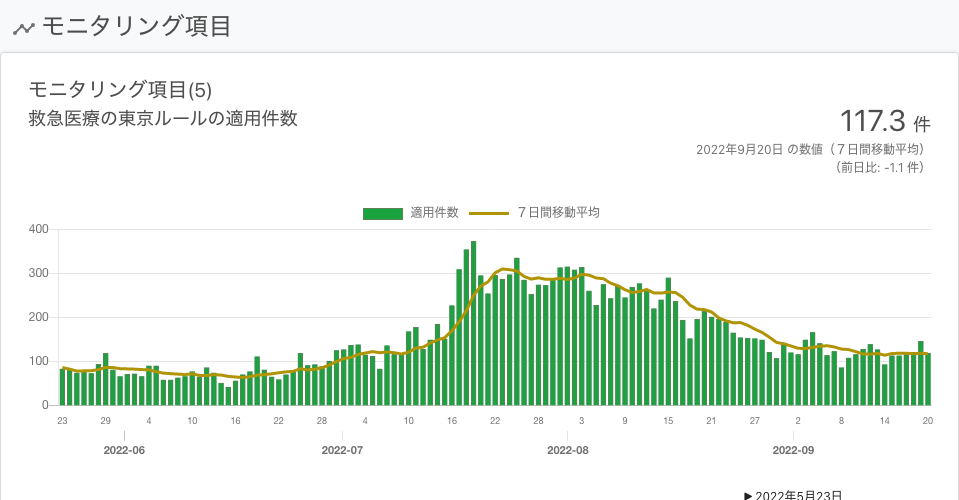 モニタリング項目
モニタリング項目(5)
救急医療の東京ルールの適用件数
117.3 件
2022年9月20日 の数値（７日間移動平均）
（前日比: -1.1 件）
適用件数 ７日間移動平均
400
300
200
100
0
23 29 4 10 16 22 28 4 10 16 22 28 3 9 15 21 27 2 8 14 20
2022-06 2022-07 2022-08 2022-09
▶ 2022年5月23日